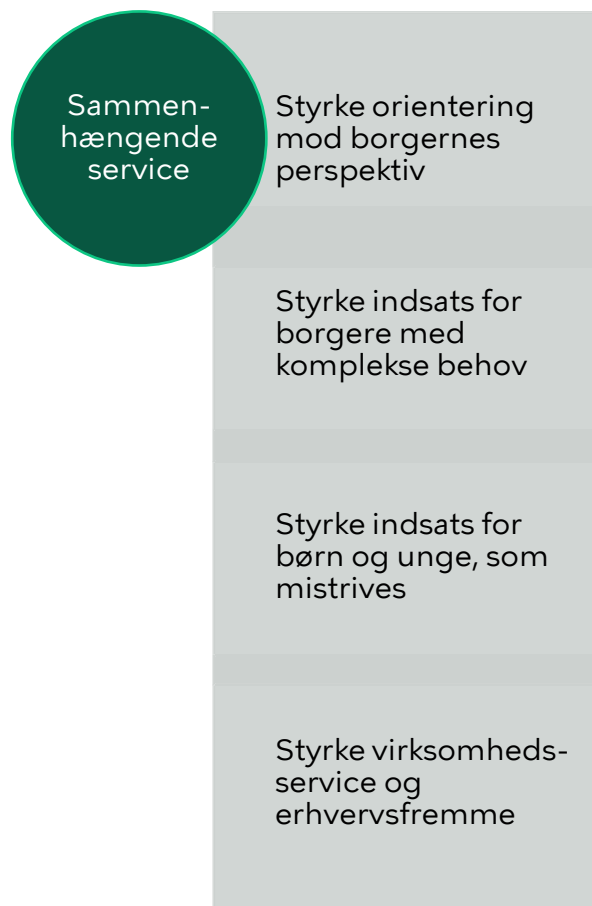 Sammen-
hængende
service
Styrke orientering
mod borgernes
perspektiv
Styrke indsats for
borgere med
komplekse behov
Styrke indsats for
børn og unge, som
mistrives
Styrke virksomheds-
service og
erhvervsfremme